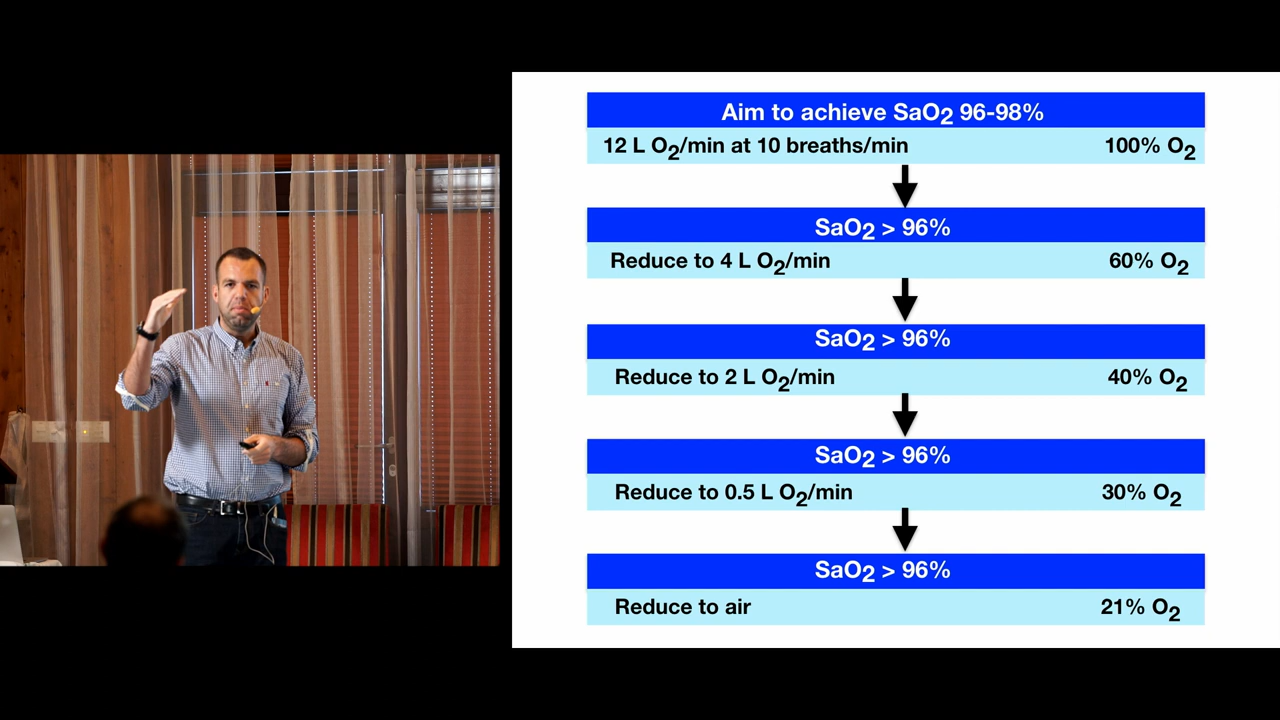 Aim to achieve SaO2 96-98%
12 L O2/min at 10 breaths/min 100% O2
SaO2 > 96%
Reduce to 4 L O2/min 60% O2
SaO2 > 96%
Reduce to 2 L O2/min 40% O2
SaO2 > 96%
Reduce to 0.5 L O2/min 30% O2
SaO2 > 96%
Reduce to air 21% O2